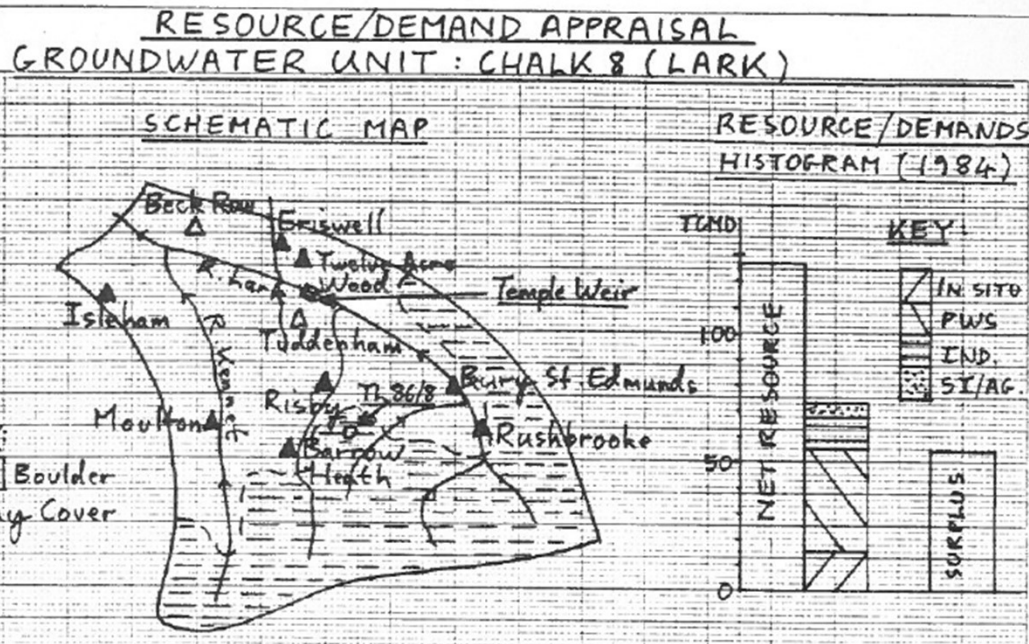 RESOURCE/DEMAND APPRAISAL
GROUNDWATER UNIT : CHALK 8 (LARK)
SCHEMATIC MAP
RESOURCE/DEMANDS
HISTOGRAM (1984)
Beck Row
Eriswell
Twelve Acre
Wood
R. Lark
Temple Weir
Isleham
R. Kennet
Tuddenham
Bury St. Edmunds
TL 86/8
Risby
Moulton
Barrow
Heath
Rushbrooke
Boulder
Cover
TCMD
KEY:
IN SITU
PWS
IND.
SI/AG.
100
50
0
NET RESOURCE
SURPLUS